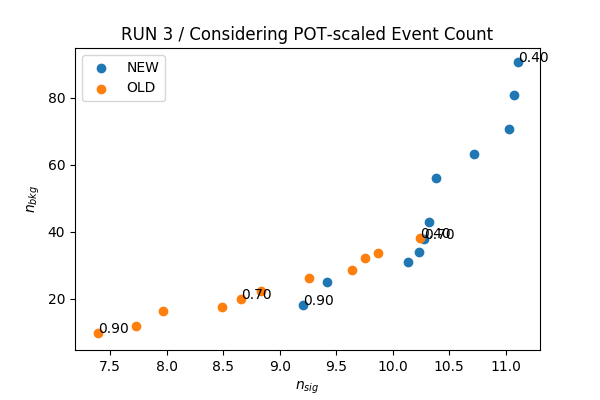 RUN 3 / Considering POT-scaled Event Count
NEW
OLD
0.40
80
60
40
20
n_bkg
0.40
0.70
0.70
0.90
0.90
7.5 8.0 8.5 9.0 9.5 10.0 10.5 11.0
n_sig